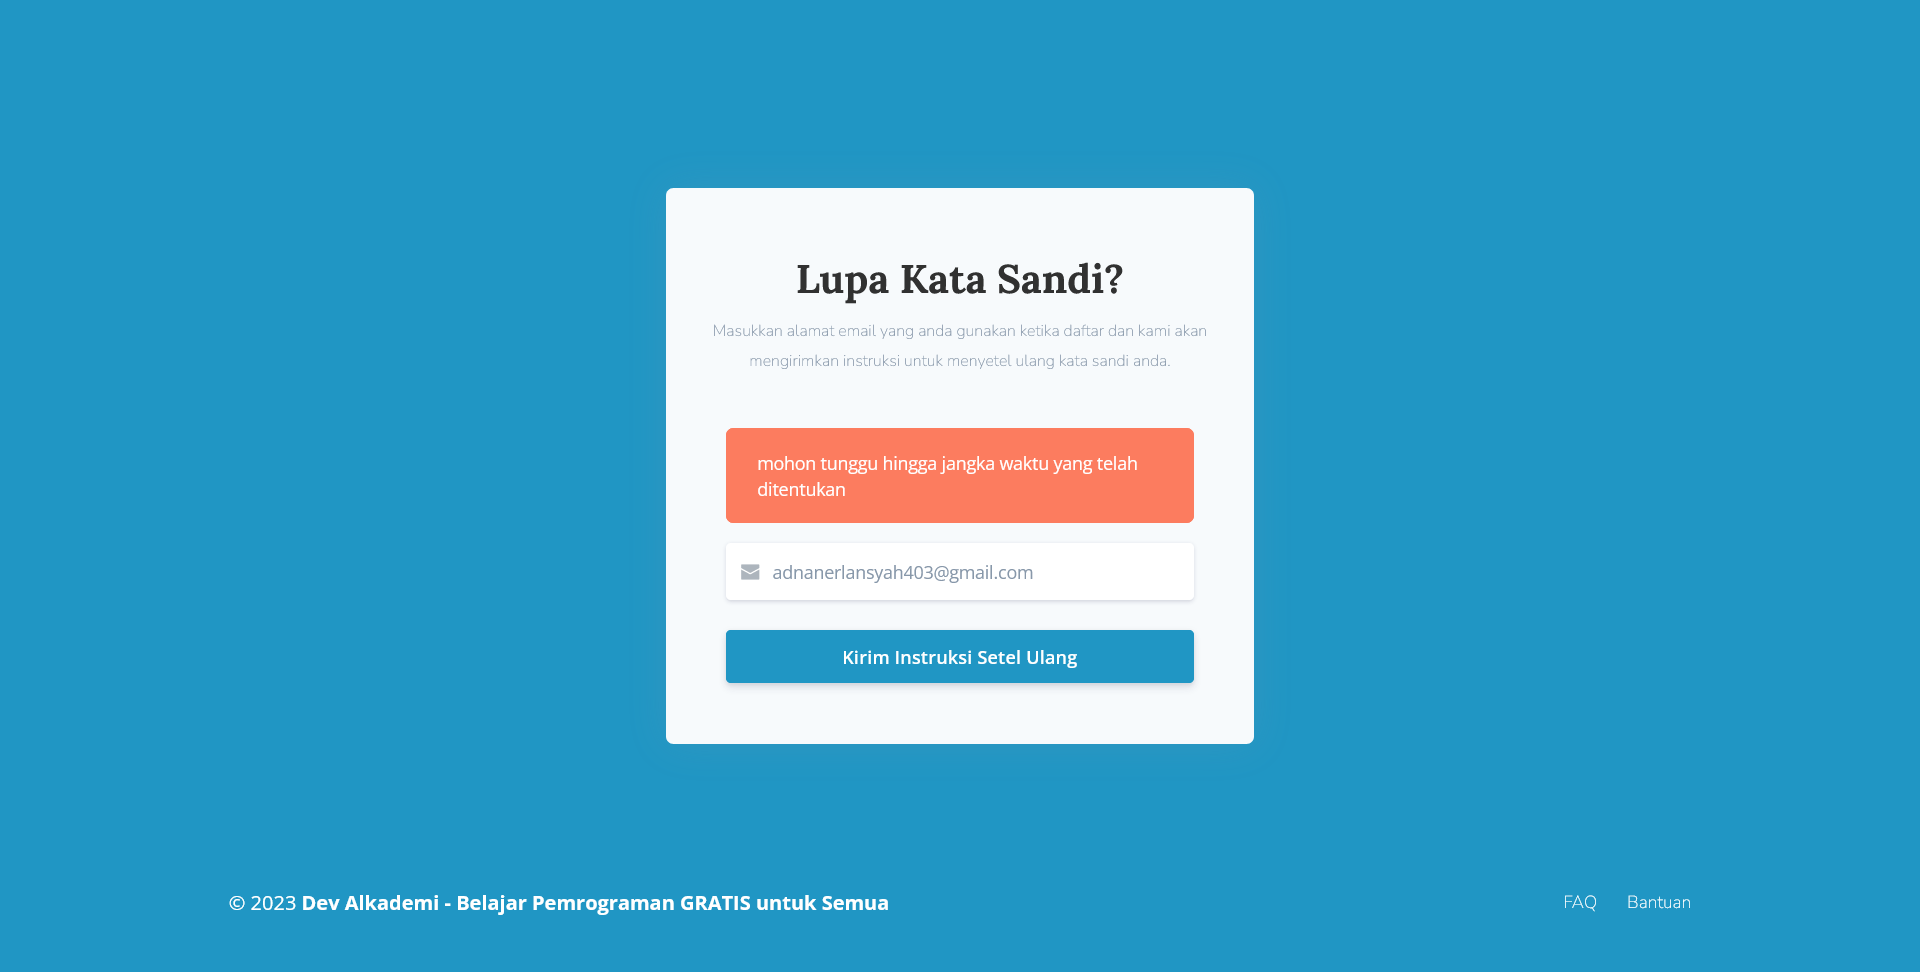 Lupa Kata Sandi?
Masukkan alamat email yang anda gunakan ketika daftar dan kami akan
mengirimkan instruksi untuk menyetel ulang kata sandi anda.
mohon tunggu hingga jangka waktu yang telah
ditentukan
adnanerlansyah403@gmail.com
Kirim Instruksi Setel Ulang
© 2023 Dev Alkademi - Belajar Pemrograman GRATIS untuk Semua
FAQ Bantuan